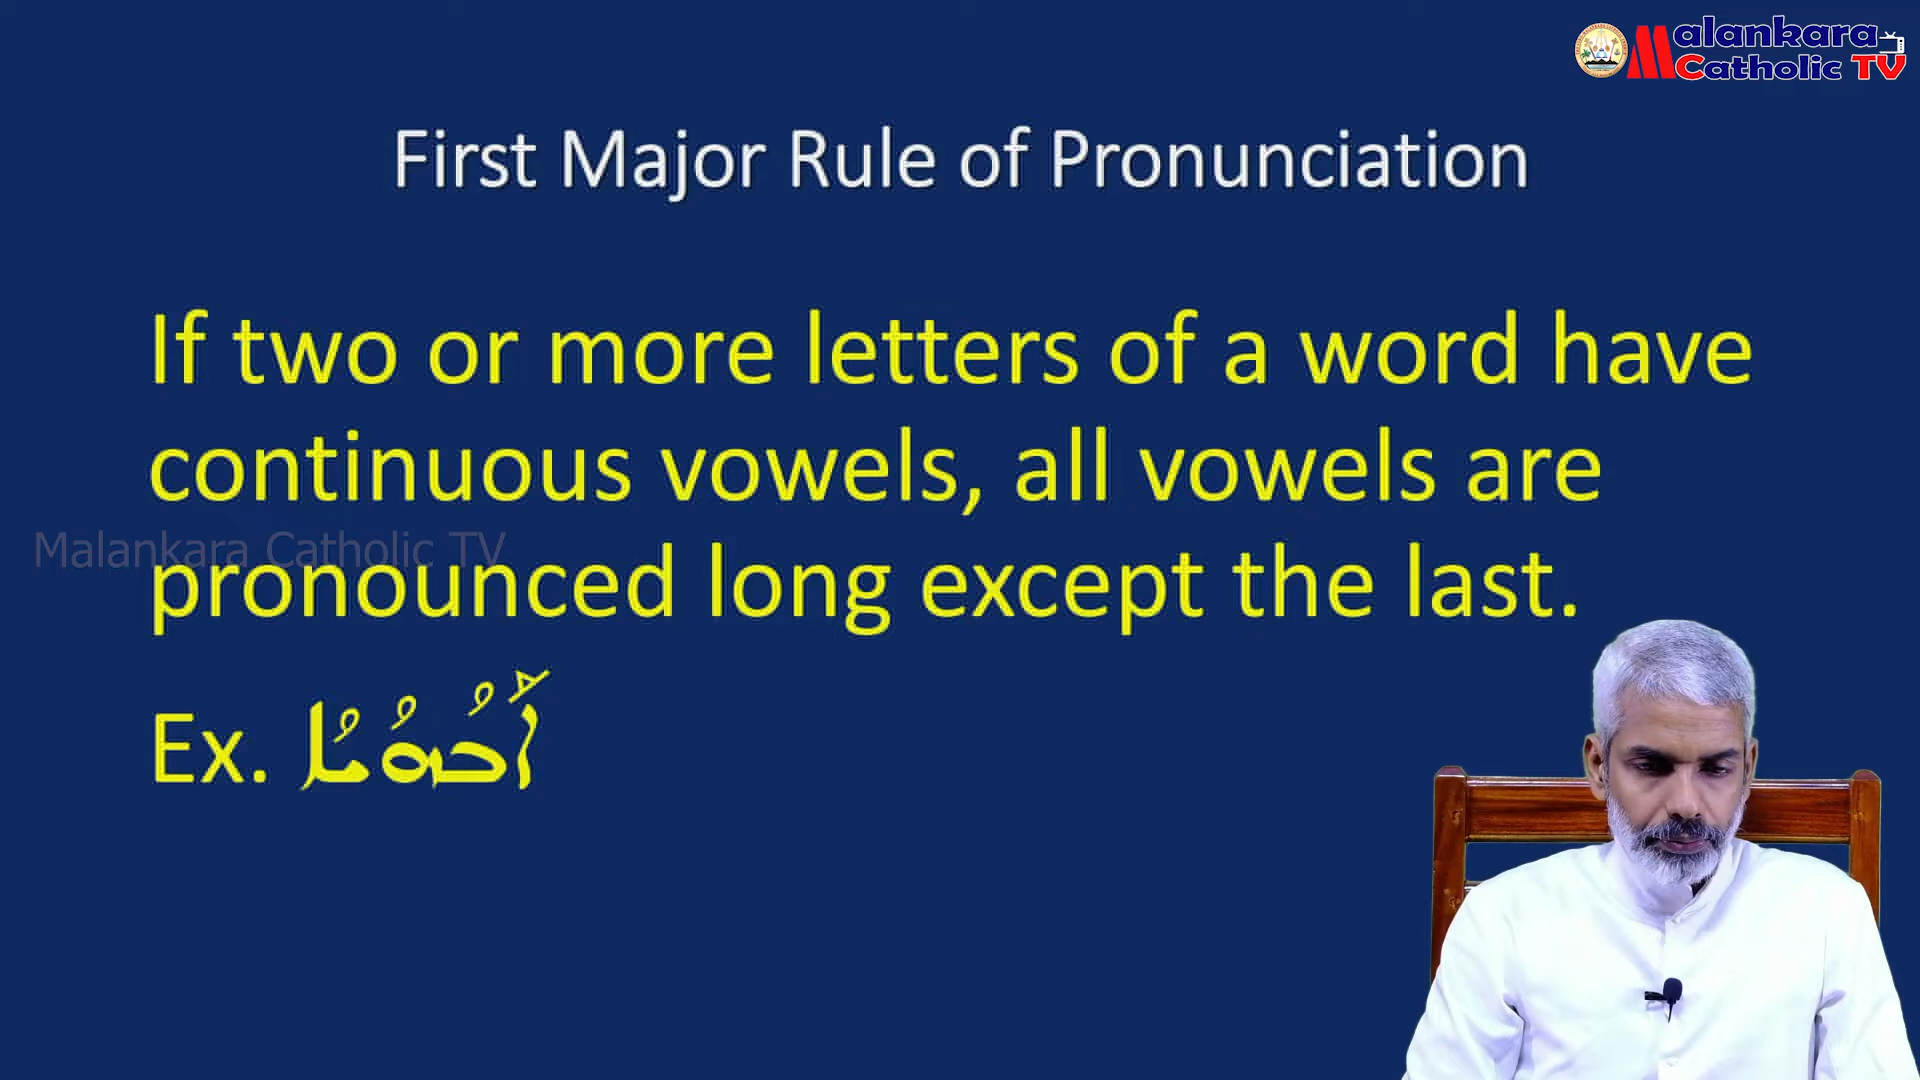 Malankara
Catholic TV
First Major Rule of Pronunciation
If two or more letters of a word have
continuous vowels, all vowels are
pronounced long except the last.
Malankara Catholic TV
Ex. ܐܰܒܳܗܳܝܳܐ